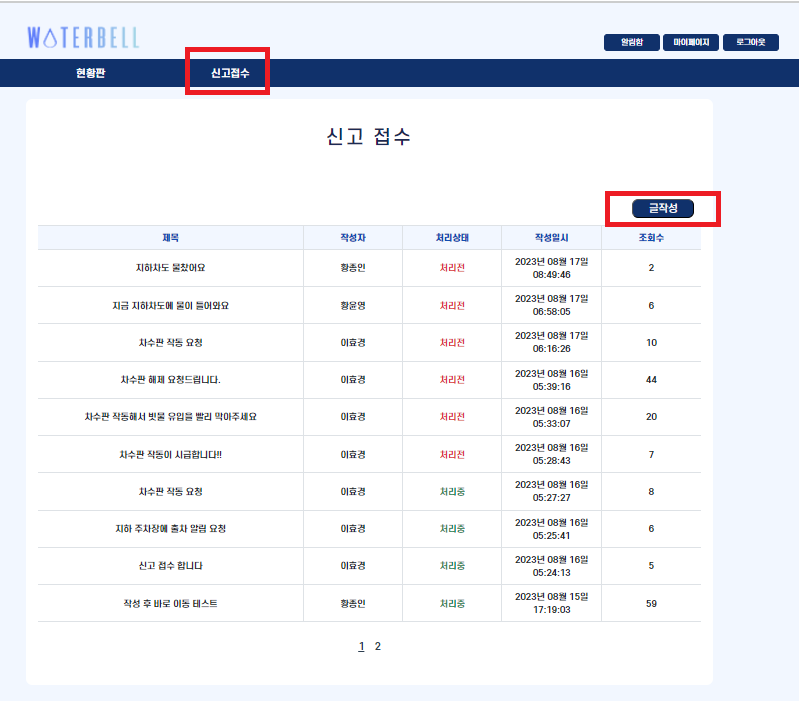 WATERBELL
알림함 마이페이지 로그아웃
현황판 신고접수
신고 접수
글작성
제목 작성자 처리상태 작성일시 조회수
지하차도 물찼어요 황종인 처리전 2023년 08월 17일 08:49:46 2
지금 지하차도에 물이 들어와요 황윤영 처리전 2023년 08월 17일 06:58:05 6
차수판 작동 요청 이효경 처리전 2023년 08월 17일 06:16:26 10
차수판 해제 요청드립니다. 이효경 처리전 2023년 08월 16일 05:39:16 44
차수판 작동해서 빗물 유입을 빨리 막아주세요 이효경 처리전 2023년 08월 16일 05:33:07 20
차수판 작동이 시급합니다!! 이효경 처리전 2023년 08월 16일 05:28:43 7
차수판 작동 요청 이효경 처리중 2023년 08월 16일 05:27:27 8
지하 주차장에 출차 알림 요청 이효경 처리중 2023년 08월 16일 05:25:41 6
신고 접수 합니다 이효경 처리중 2023년 08월 16일 05:24:13 5
작성 후 바로 이동 테스트 황종인 처리중 2023년 08월 15일 17:19:03 59
1 2